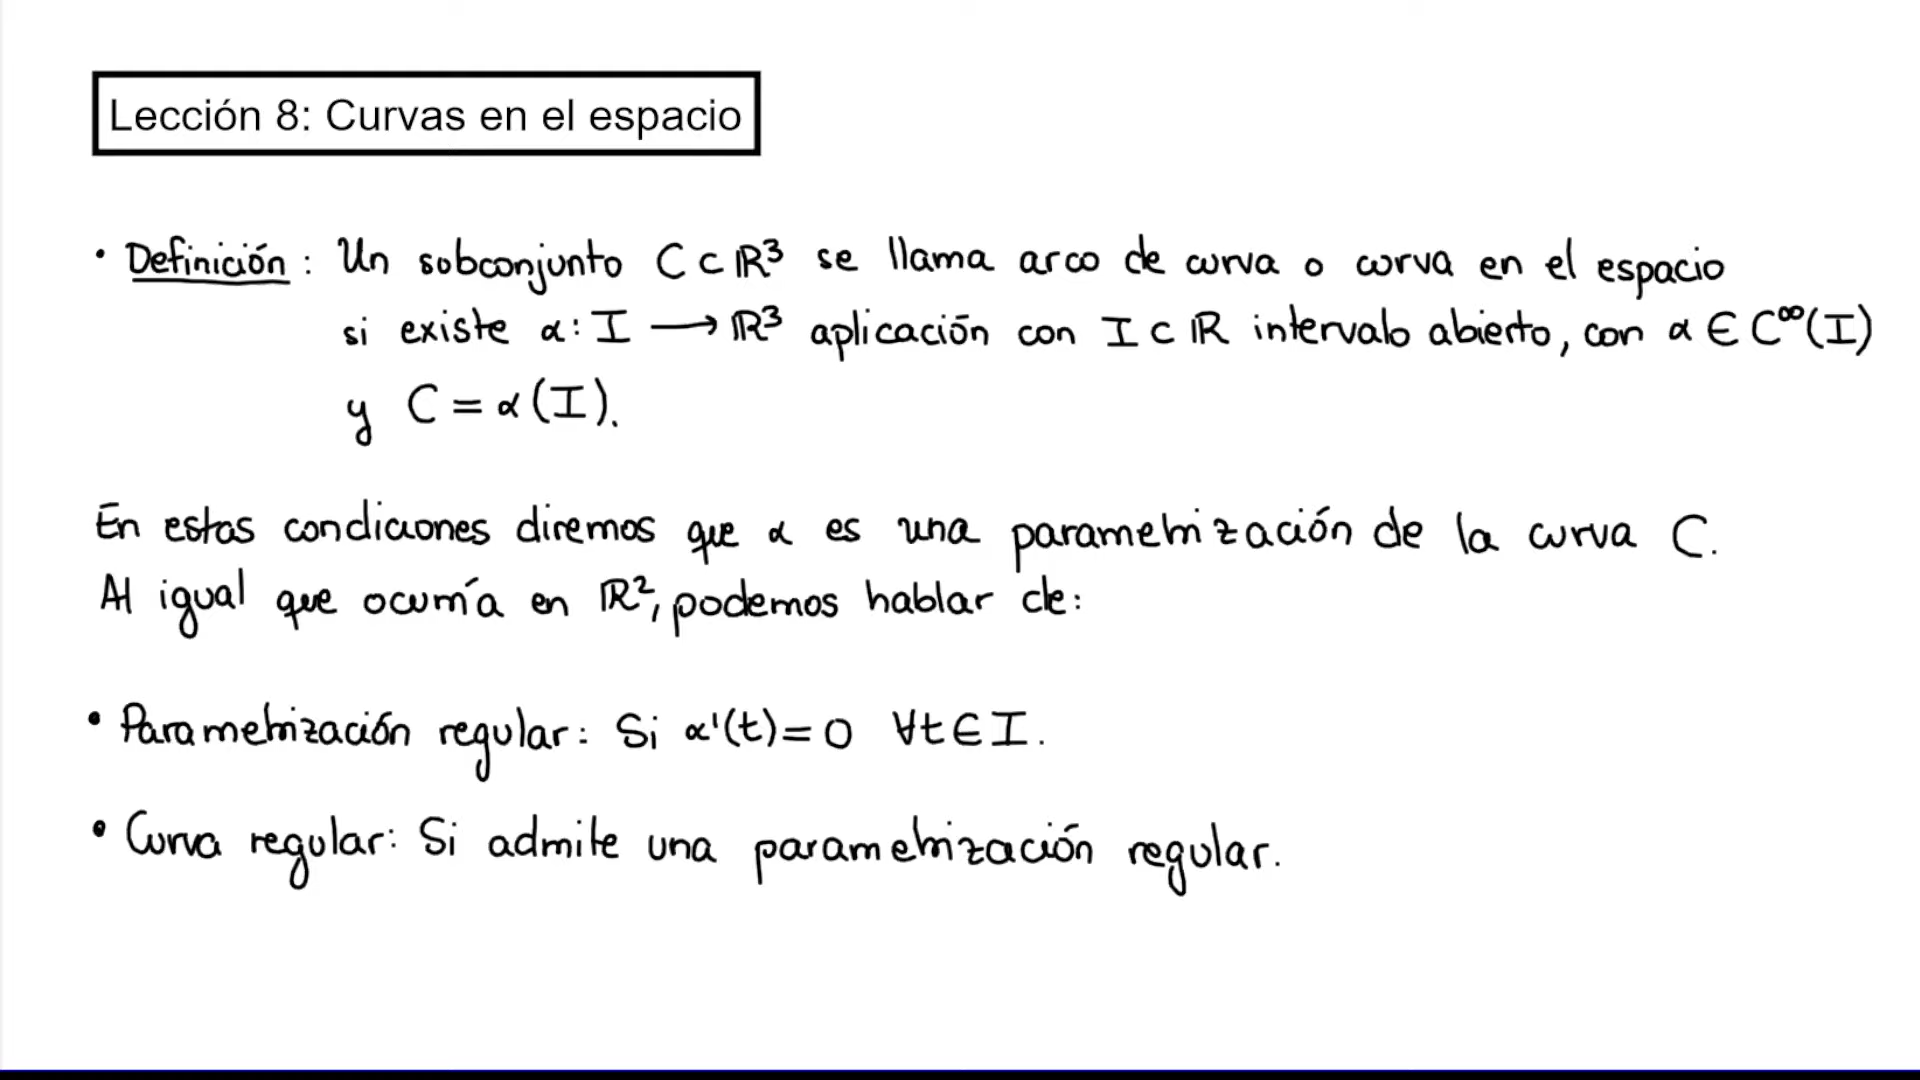 Lección 8: Curvas en el espacio
• Definición: Un subconjunto C ⊂ ℝ³ se llama arco de curva o curva en el espacio
si existe α: I ⟶ ℝ³ aplicación con I ⊂ ℝ intervalo abierto, con α ∈ C^∞(I)
y C = α(I).
En estas condiciones diremos que α es una parametrización de la curva C.
Al igual que ocurría en ℝ², podemos hablar de:
• Parametrización regular: Si α'(t) = 0 ∀t ∈ I.
• Curva regular: Si admite una parametrización regular.